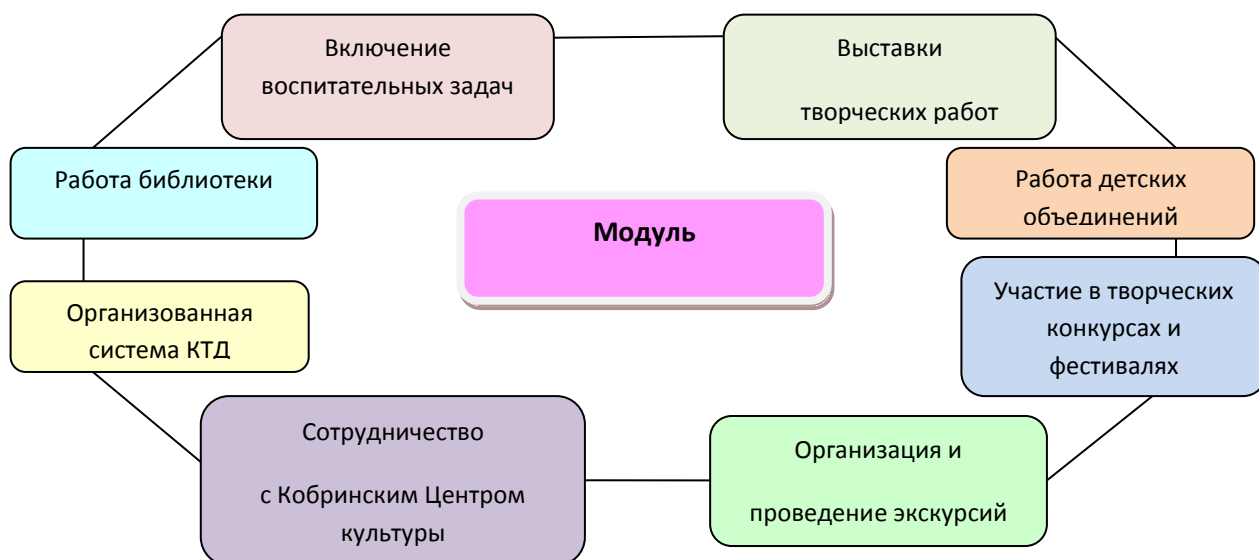 Включение
воспитательных задач
Выставки
творческих работ
Работа библиотеки
Работа детских
объединений
Модуль
Организованная
система КТД
Участие в творческих
конкурсах и
фестивалях
Сотрудничество
с Кобринским Центром
культуры
Организация и
проведение экскурсий